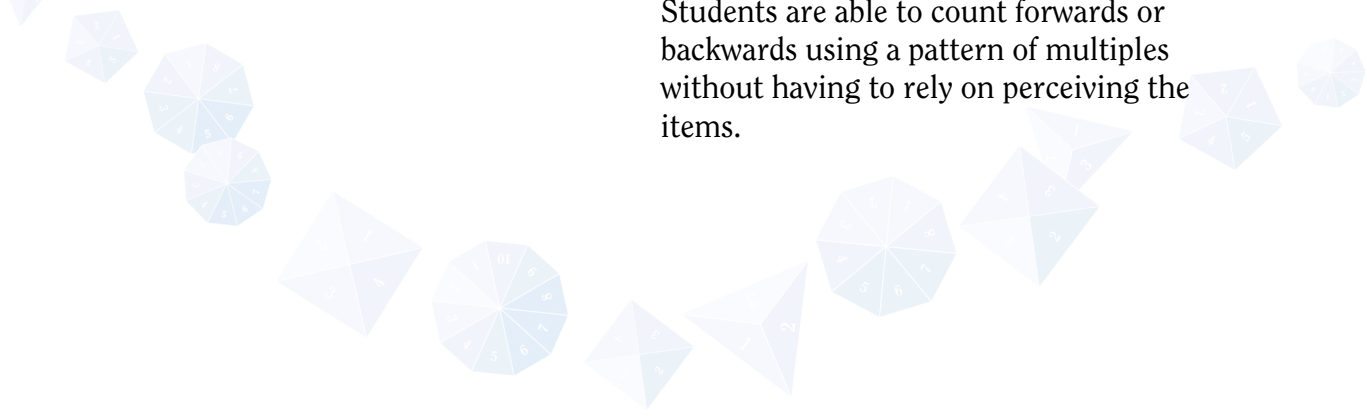 Students are able to count forwards or
backwards using a pattern of multiples
without having to rely on perceiving the
items.